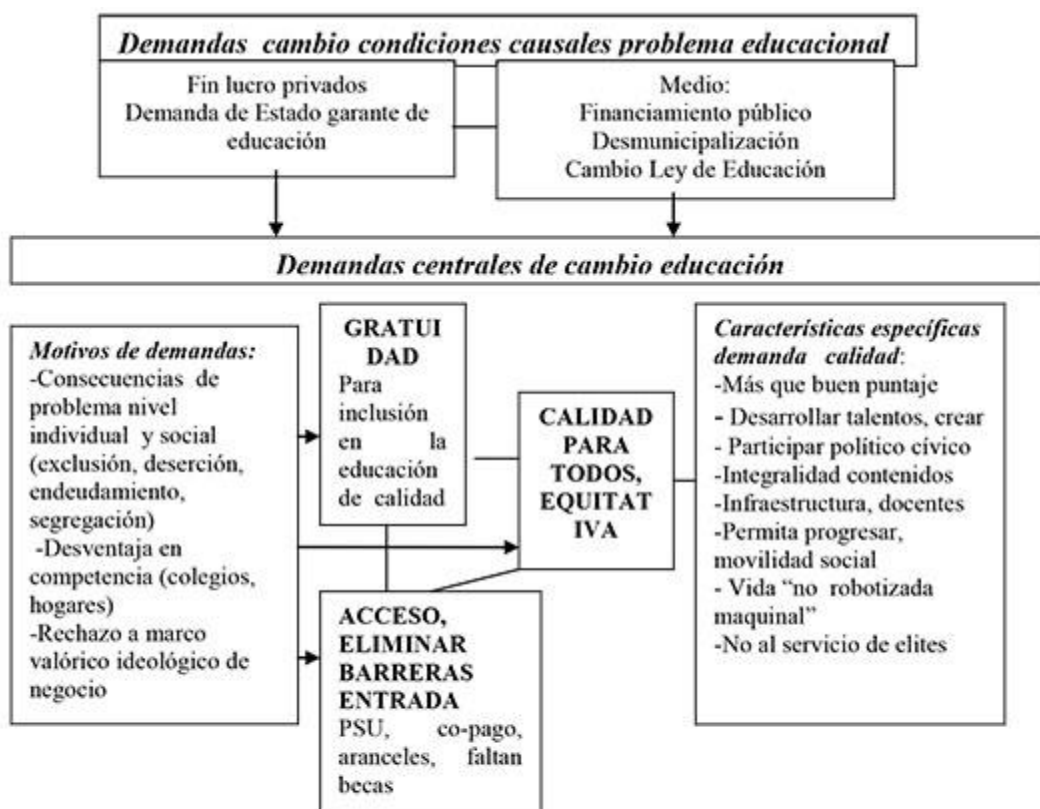 Demandas cambio condiciones causales problema educacional
Fin lucro privados
Demanda de Estado garante de
educación
Medio:
Financiamiento público
Desmunicipalización
Cambio Ley de Educación
Demandas centrales de cambio educación
Motivos de demandas:
-Consecuencias de
problema nivel
individual y social
(exclusión, deserción,
endeudamiento,
segregación)
-Desventaja en
competencia (colegios,
hogares)
-Rechazo a marco
valórico ideológico de
negocio
GRATUI
DAD
Para
inclusión
en la
educación
de calidad
ACCESO,
ELIMINAR
BARRERAS
ENTRADA
PSU, co-pago,
aranceles, faltan
becas
CALIDAD
PARA
TODOS,
EQUITAT
IVA
Características específicas
demanda calidad:
-Más que buen puntaje
- Desarrollar talentos, crear
- Participar político cívico
-Integralidad contenidos
-Infraestructura, docentes
-Permita progresar,
movilidad social
- Vida “no robotizada
maquinal”
-No al servicio de elites